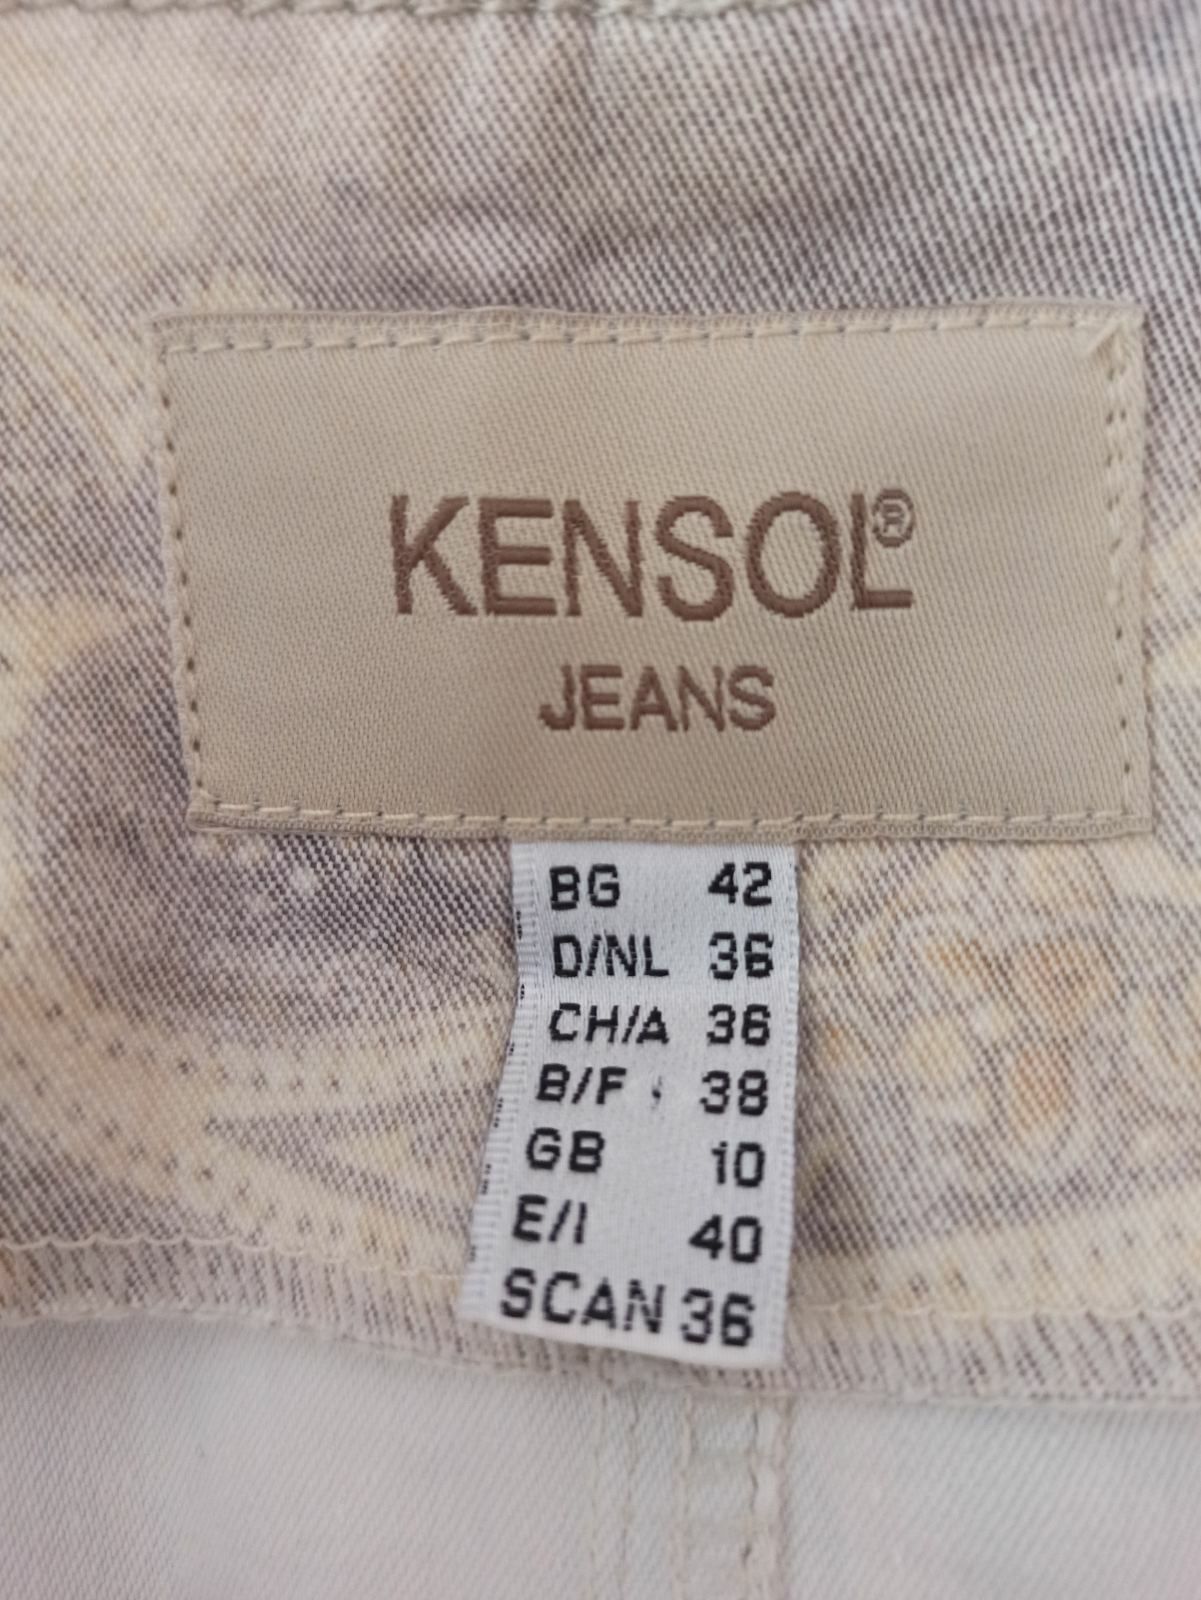 KENSOL®
JEANS
BG 42
D/NL 36
CH/A 36
B/F 38
GB 10
E/I 40
SCAN 36